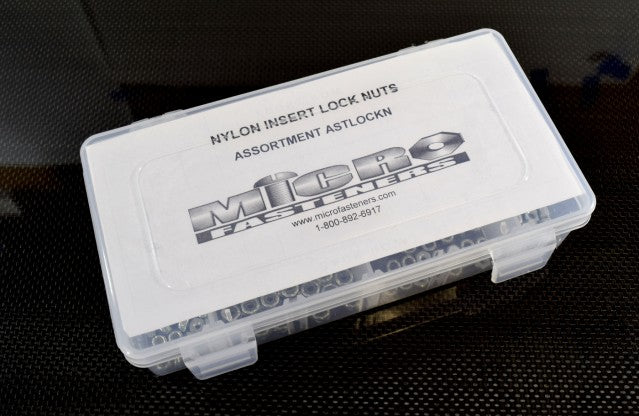 NYLON INSERT LOCK NUTS
ASSORTMENT ASTLOCKN
MICRO
FASTENERS
www.microfasteners.com
1-800-892-6917